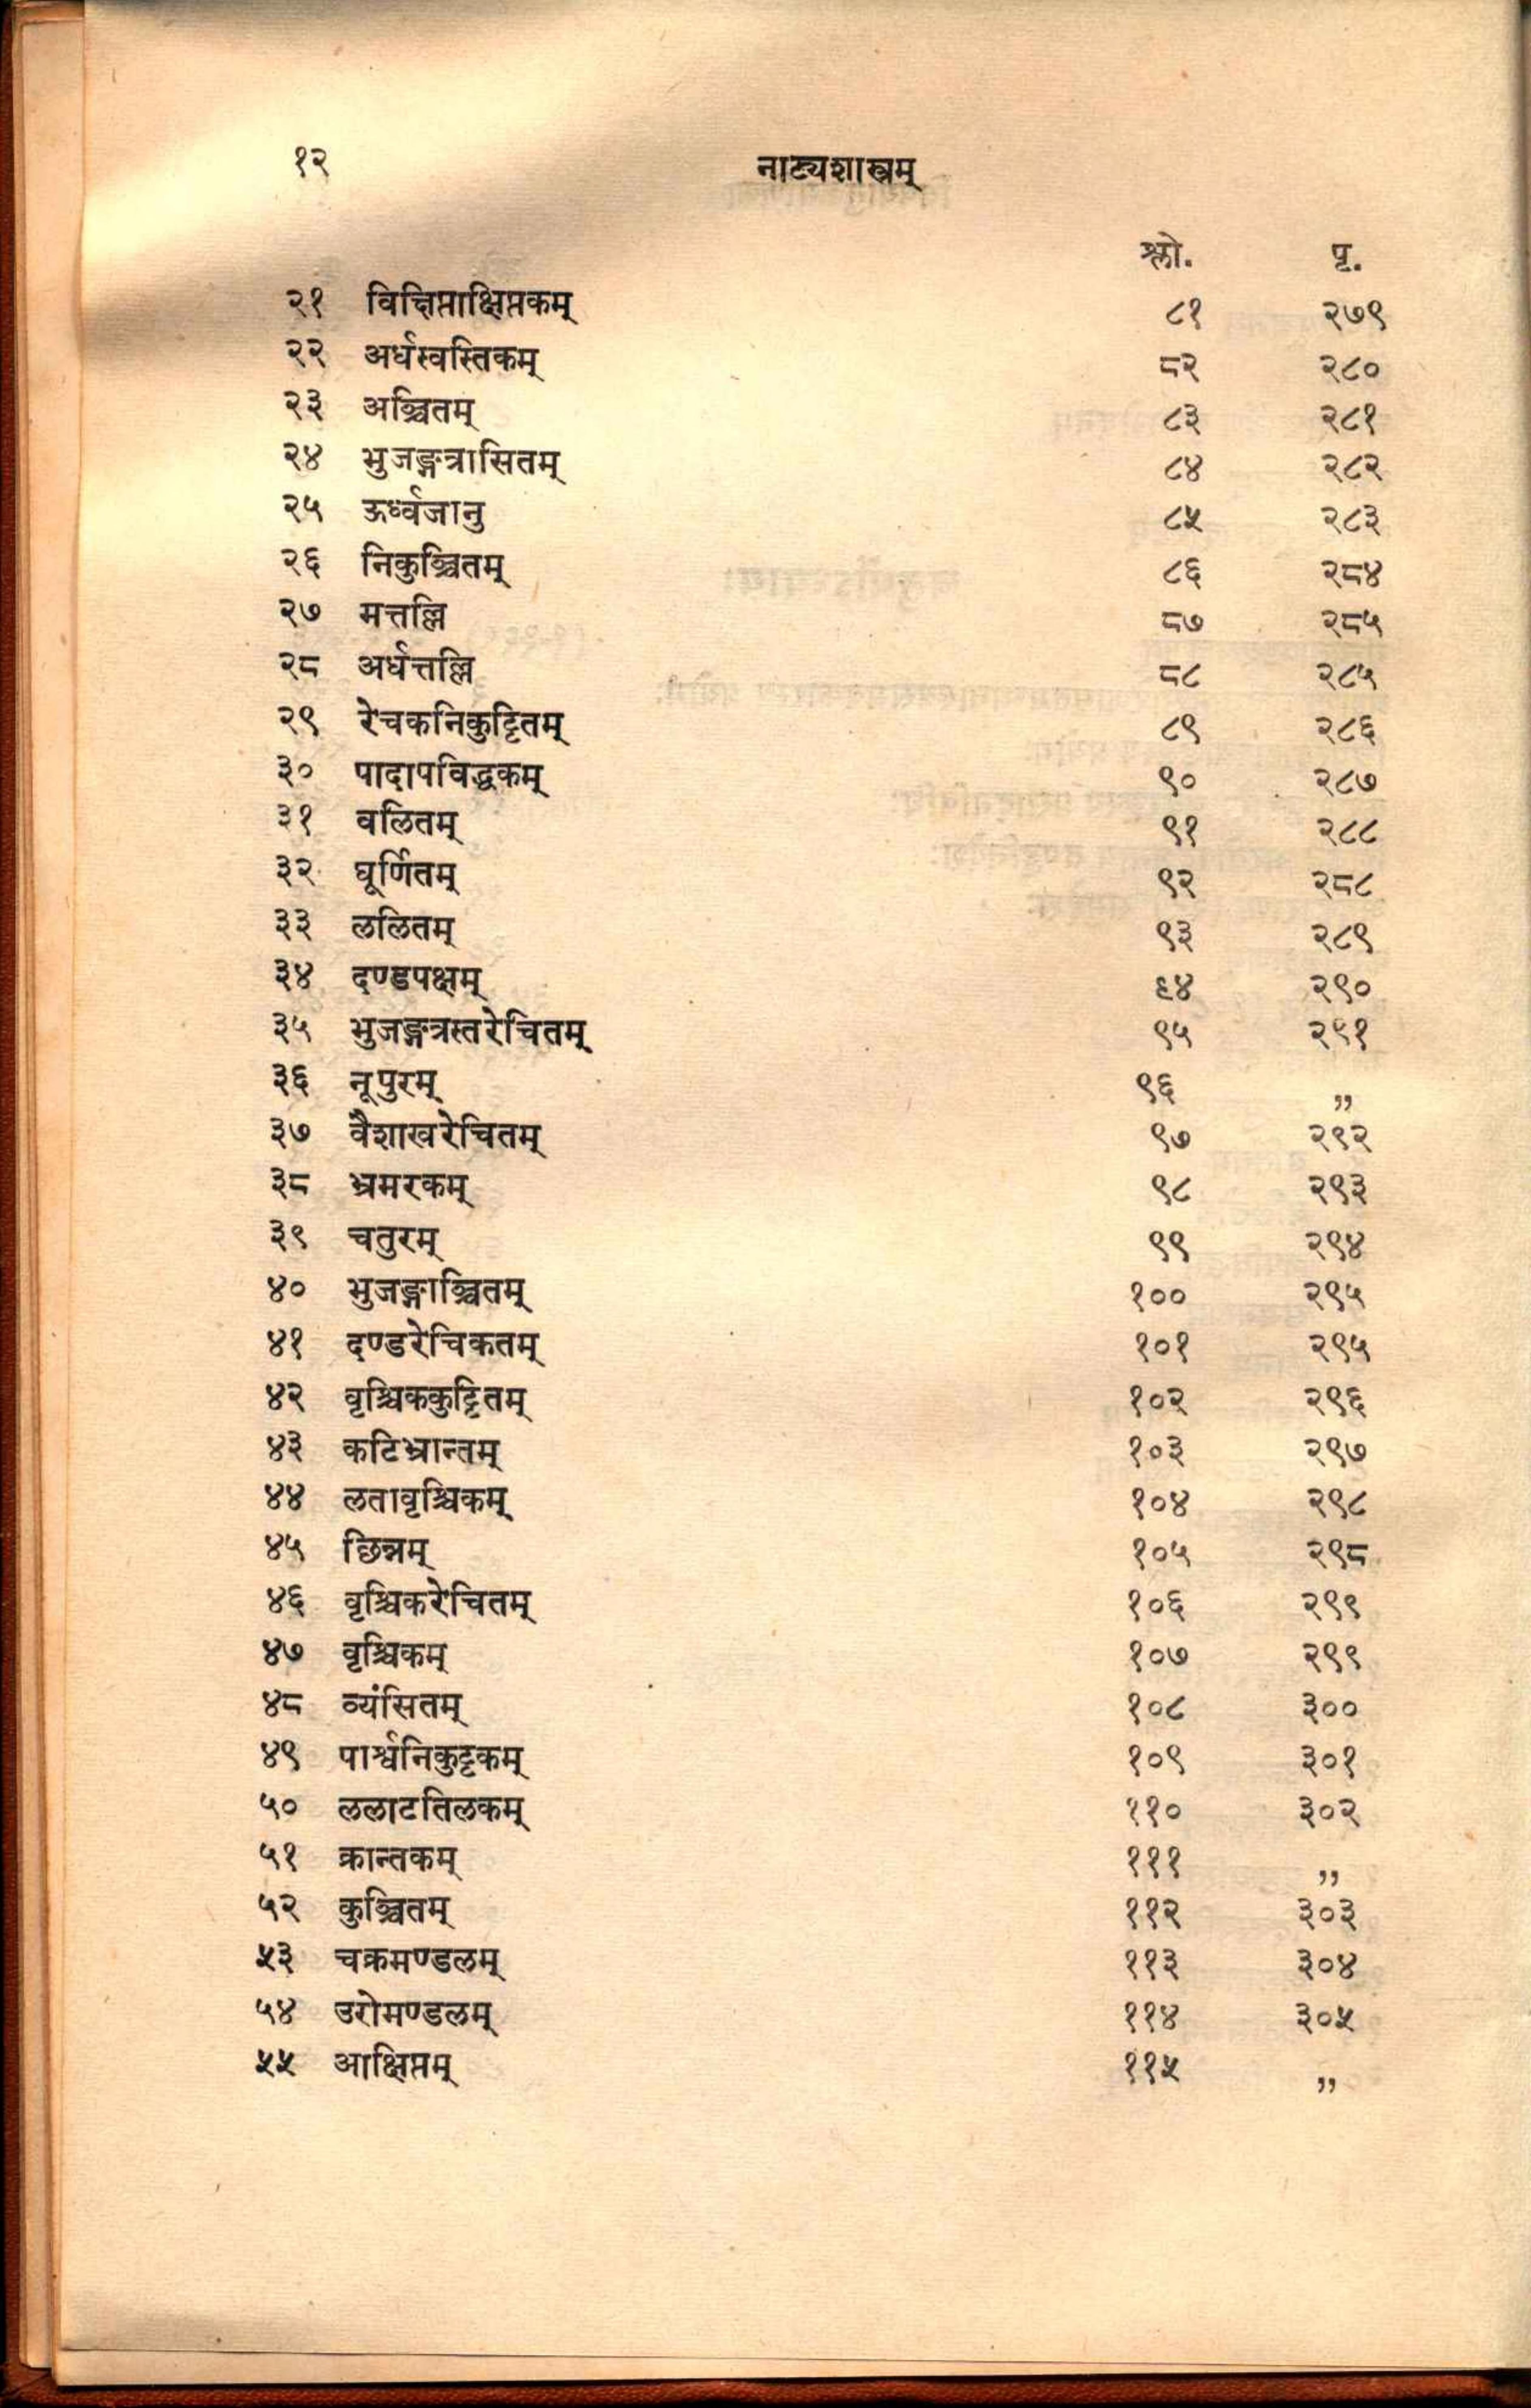 १२ नाट्यशास्त्रम्
श्लो. पृ.
२१ विक्षिप्ताक्षिप्तकम् ८१ २७९
२२ अर्धस्वस्तिकम् ८२ २८०
२३ अञ्चितम् ८३ २८१
२४ भुजङ्गत्रासितम् ८४ २८२
२५ ऊर्ध्वजानु ८५ २८३
२६ निकुञ्चितम् ८६ २८४
२७ मत्तल्लि ८७ २८५
२८ अर्धत्तल्लि ८८ २८५
२९ रेचकनिकुट्टितम् ८९ २८६
३० पादापविद्धकम् ९० २८७
३१ वलितम् ९१ २८८
३२ घूर्णितम् ९२ २८८
३३ ललितम् ९३ २८९
३४ दण्डपक्षम् ९४ २९०
३५ भुजङ्गत्रस्तरेचितम् ९५ २९१
३६ नूपुरम् ९६ ,,
३७ वैशाखरेचितम् ९७ २९२
३८ भ्रमरकम् ९८ २९३
३९ चतुरम् ९९ २९४
४० भुजङ्गाञ्चितम् १०० २९५
४१ दण्डरेचिकतम् १०१ २९५
४२ वृश्चिककुट्टितम् १०२ २९६
४३ कटिभ्रान्तम् १०३ २९७
४४ लतावृश्चिकम् १०४ २९८
४५ छिन्नम् १०५ २९८
४६ वृश्चिकरेचितम् १०६ २९९
४७ वृश्चिकम् १०७ २९९
४८ व्यंसितम् १०८ ३००
४९ पार्श्वनिकुट्टकम् १०९ ३०१
५० ललाटतिलकम् ११० ३०२
५१ क्रान्तकम् १११ ,,
५२ कुञ्चितम् ११२ ३०३
५३ चक्रमण्डलम् ११३ ३०४
५४ उरोमण्डलम् ११४ ३०५
५५ आक्षिप्तम् ११५ ,,